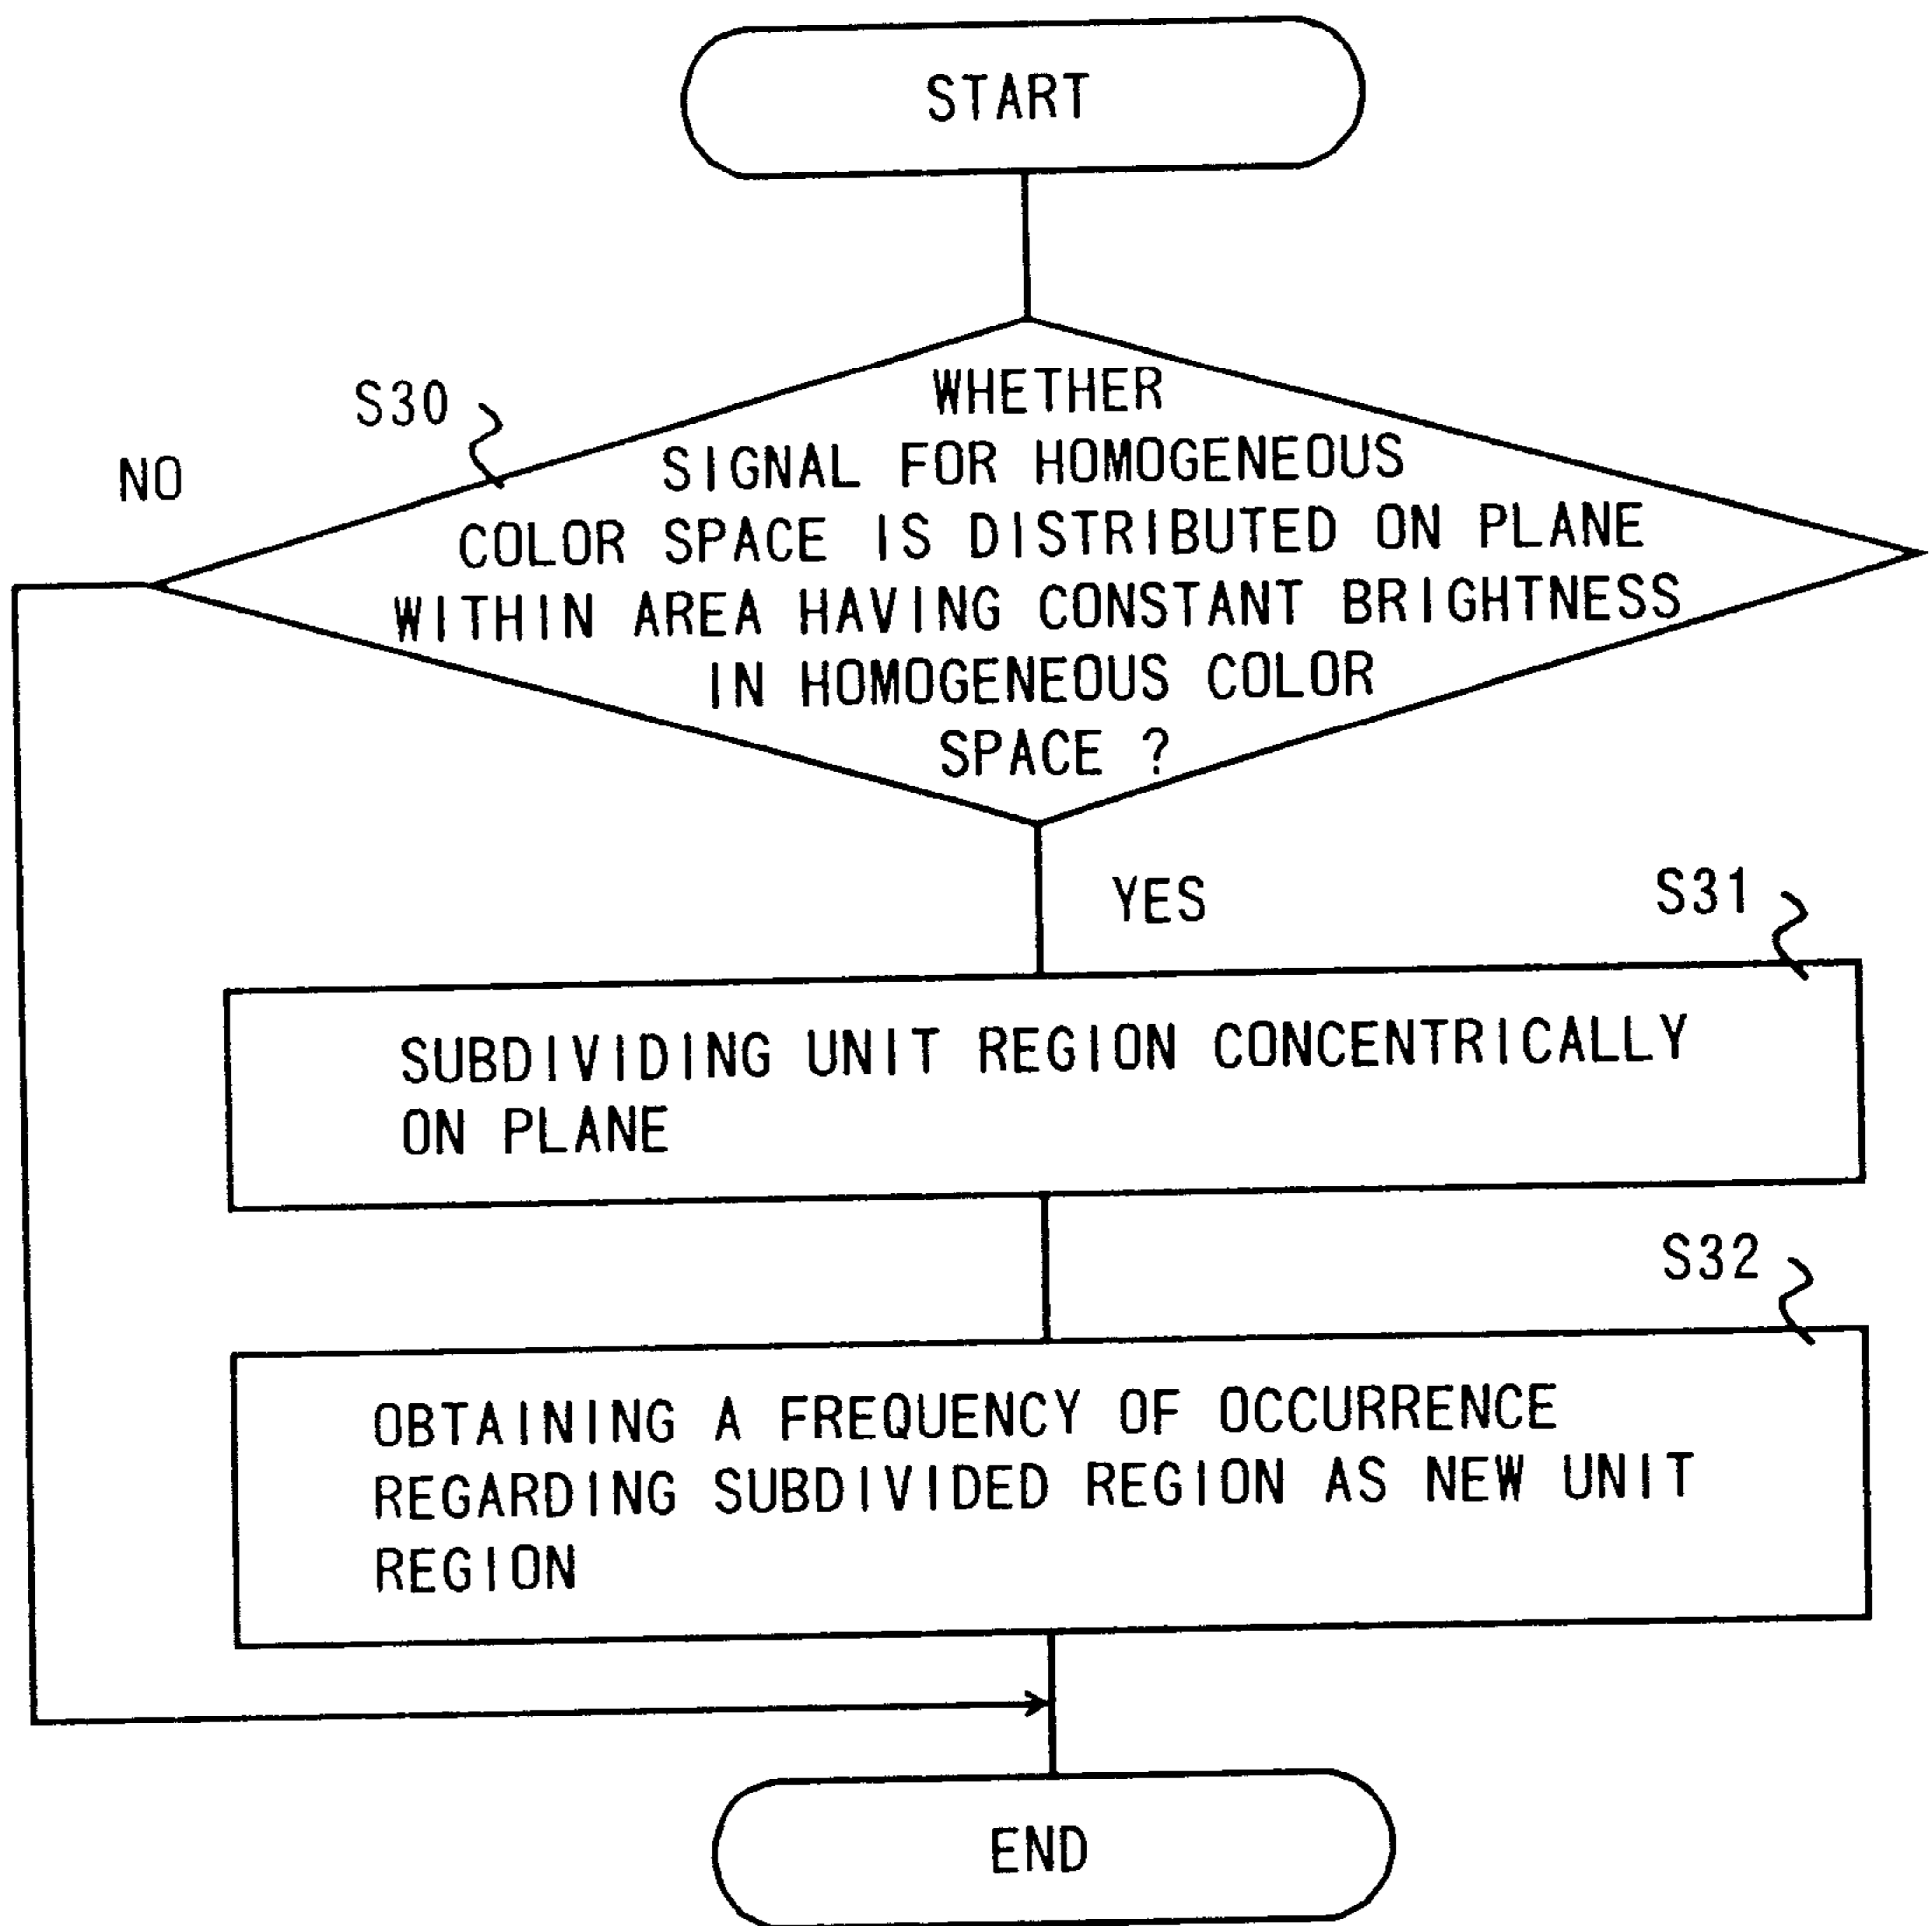 START
S30
NO
WHETHER
SIGNAL FOR HOMOGENEOUS
COLOR SPACE IS DISTRIBUTED ON PLANE
WITHIN AREA HAVING CONSTANT BRIGHTNESS
IN HOMOGENEOUS COLOR
SPACE ?
YES
S31
SUBDIVIDING UNIT REGION CONCENTRICALLY
ON PLANE
S32
OBTAINING A FREQUENCY OF OCCURRENCE
REGARDING SUBDIVIDED REGION AS NEW UNIT
REGION
END